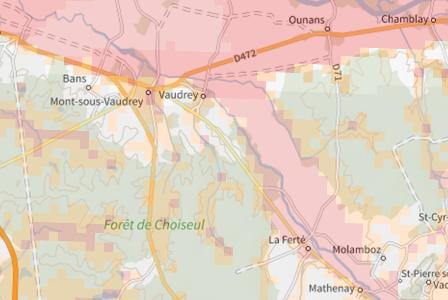 Ounans
Chamblay
D472
D71
Bans
Mont-sous-Vaudrey
Vaudrey
Forêt de Choiseul
St-Cyr
La Ferté
Molamboz
St-Pierre s
Mathenay